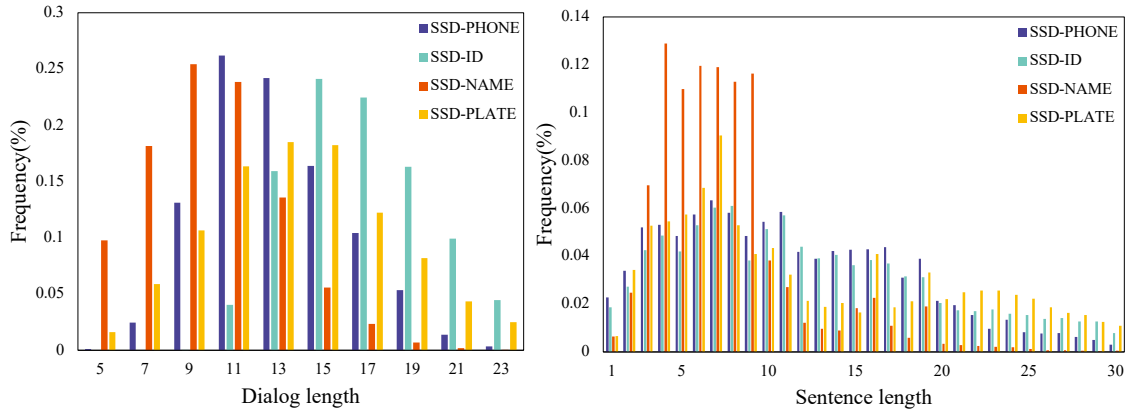 0.3
0.25
0.2
0.15
0.1
0.05
0
Frequency(%)
SSD-PHONE
SSD-ID
SSD-NAME
SSD-PLATE
5 7 9 11 13 15 17 19 21 23
Dialog length
0.14
0.12
0.1
0.08
0.06
0.04
0.02
0
Frequency(%)
SSD-PHONE
SSD-ID
SSD-NAME
SSD-PLATE
1 5 10 15 20 25 30
Sentence length